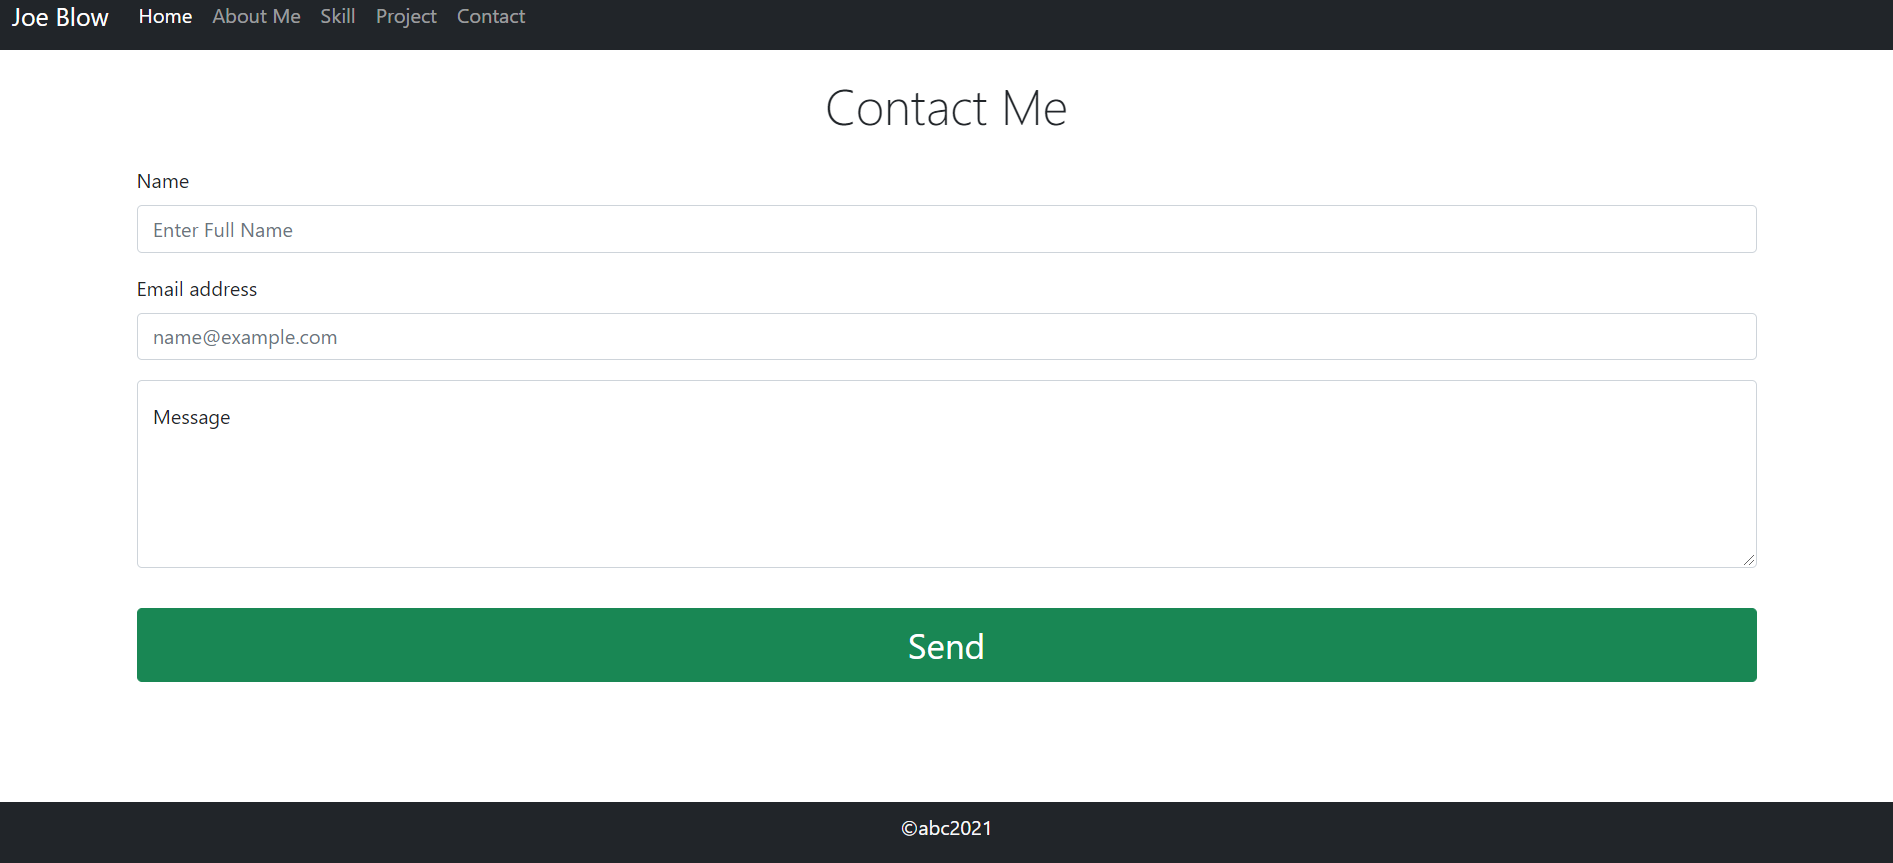 Joe Blow Home About Me Skill Project Contact
Contact Me
Name
Enter Full Name
Email address
name@example.com
Message
Send
©abc2021